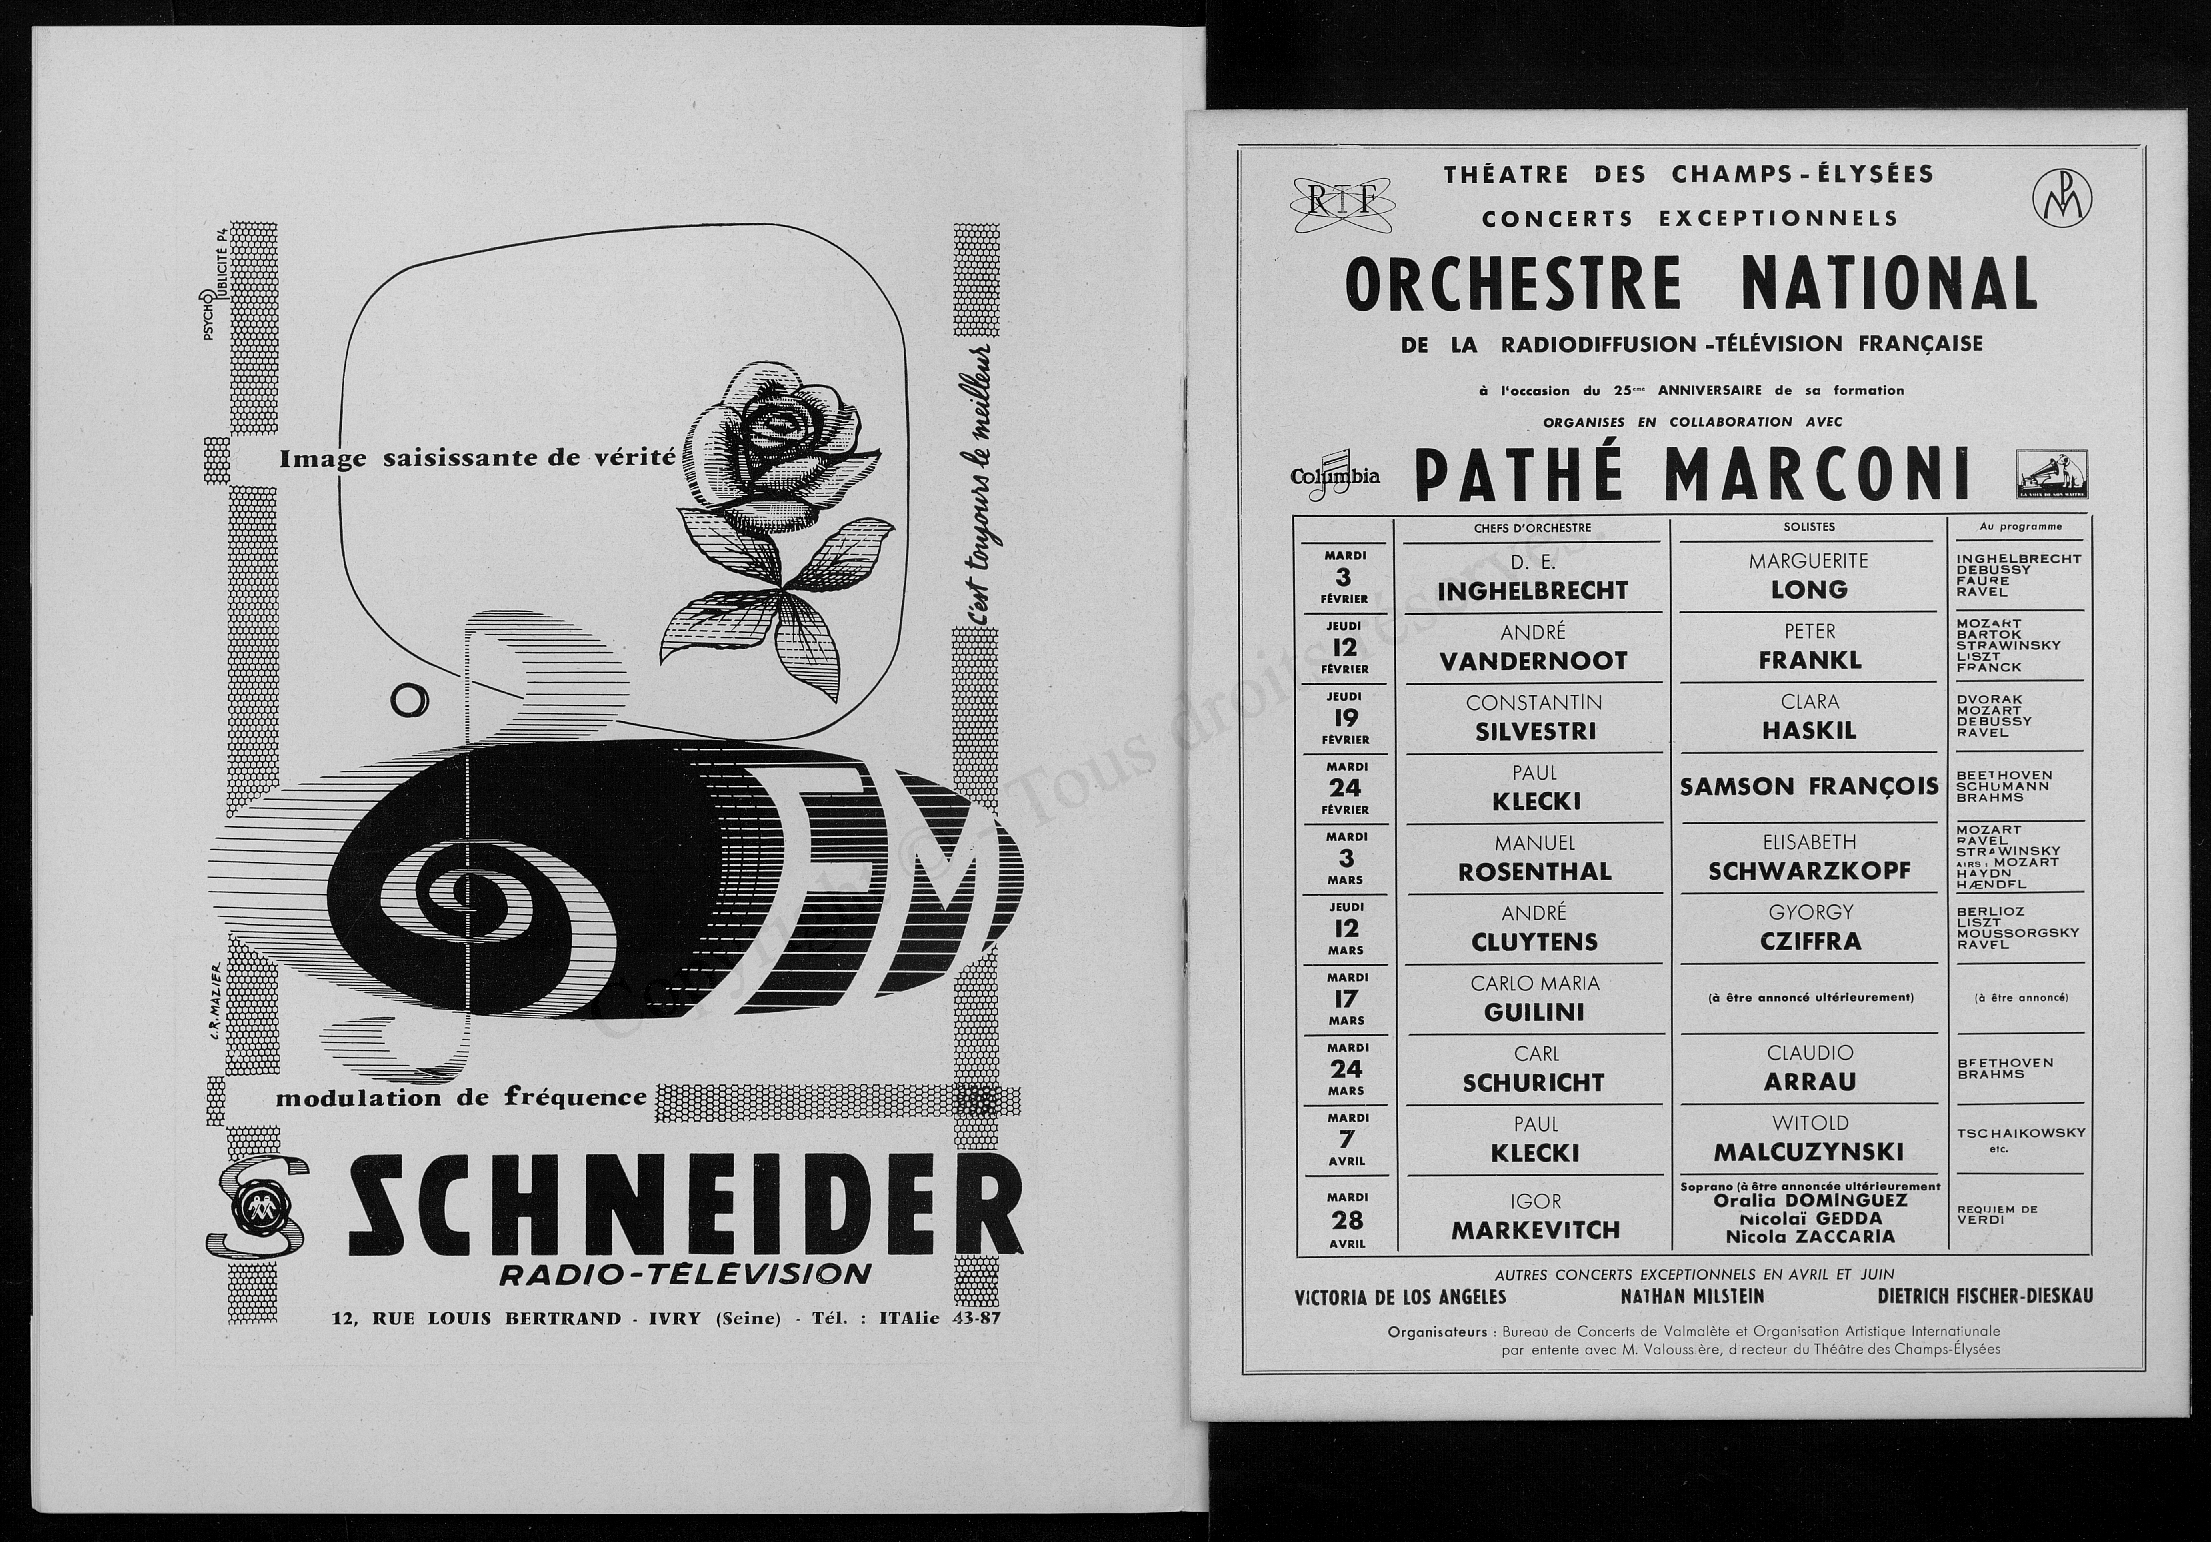 PSYCHO PUBLICITÉ P4
Image saisissante de vérité
c'est toujours le meilleur
FM
C.R. MAZIER
modulation de fréquence
S SCHNEIDER
RADIO-TÉLÉVISION
12, RUE LOUIS BERTRAND - IVRY (Seine) - Tél. : ITAlie 43-87
Copyright © - Tous droits réservés.
THÉATRE DES CHAMPS-ÉLYSÉES
RTF
CONCERTS EXCEPTIONNELS
PM
ORCHESTRE NATIONAL
DE LA RADIODIFFUSION-TÉLÉVISION FRANÇAISE
à l'occasion du 25eme ANNIVERSAIRE de sa formation
ORGANISES EN COLLABORATION AVEC
Columbia
PATHÉ MARCONI
LA VOIX DE SON MAITRE
CHEFS D'ORCHESTRE
SOLISTES
Au programme
MARDI
3
FÉVRIER
D. E.
INGHELBRECHT
MARGUERITE
LONG
INGHELBRECHT
DEBUSSY
FAURE
RAVEL
JEUDI
12
FÉVRIER
ANDRÉ
VANDERNOOT
PETER
FRANKL
MOZART
BARTOK
STRAWINSKY
LISZT
FRANCK
JEUDI
19
FÉVRIER
CONSTANTIN
SILVESTRI
CLARA
HASKIL
DVORAK
MOZART
DEBUSSY
RAVEL
MARDI
24
FÉVRIER
PAUL
KLECKI
SAMSON FRANÇOIS
BEETHOVEN
SCHUMANN
BRAHMS
MARDI
3
MARS
MANUEL
ROSENTHAL
ELISABETH
SCHWARZKOPF
MOZART
RAVEL
STRAWINSKY
AIRS : MOZART
HAYDN
HÆNDEL
JEUDI
12
MARS
ANDRÉ
CLUYTENS
GYORGY
CZIFFRA
BERLIOZ
LISZT
MOUSSORGSKY
RAVEL
MARDI
17
MARS
CARLO MARIA
GUILINI
(à être annoncé ultérieurement)
(à être annoncé)
MARDI
24
MARS
CARL
SCHURICHT
CLAUDIO
ARRAU
BEETHOVEN
BRAHMS
MARDI
7
AVRIL
PAUL
KLECKI
WITOLD
MALCUZYNSKI
TSCHAIKOWSKY
etc.
MARDI
28
AVRIL
IGOR
MARKEVITCH
Soprano (à être annoncée ultérieurement
Oralia DOMINGUEZ
Nicolaï GEDDA
Nicola ZACCARIA
REQUIEM DE
VERDI
AUTRES CONCERTS EXCEPTIONNELS EN AVRIL ET JUIN
VICTORIA DE LOS ANGELES NATHAN MILSTEIN DIETRICH FISCHER-DIESKAU
Organisateurs : Bureau de Concerts de Valmalète et Organisation Artistique Internationale
par entente avec M. Valoussière, directeur du Théâtre des Champs-Élysées